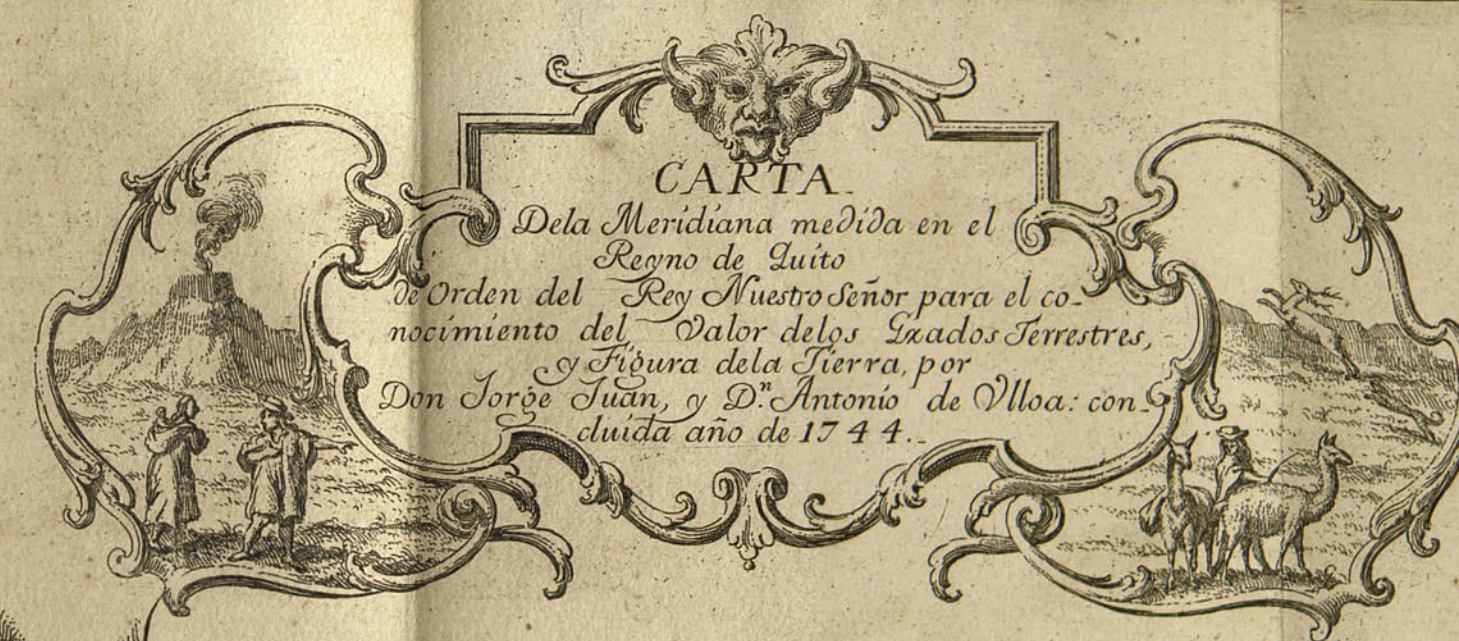 CARTA
Dela Meridiana medida en el
Reyno de Quito
de Orden del Rey Nuestro Señor para el co-
nocimiento del Valor delos Grados Terrestres,
y Figura dela Tierra, por
Don Jorge Juan, y D.ⁿ Antonio de Vlloa: con-
cluida año de 1744.